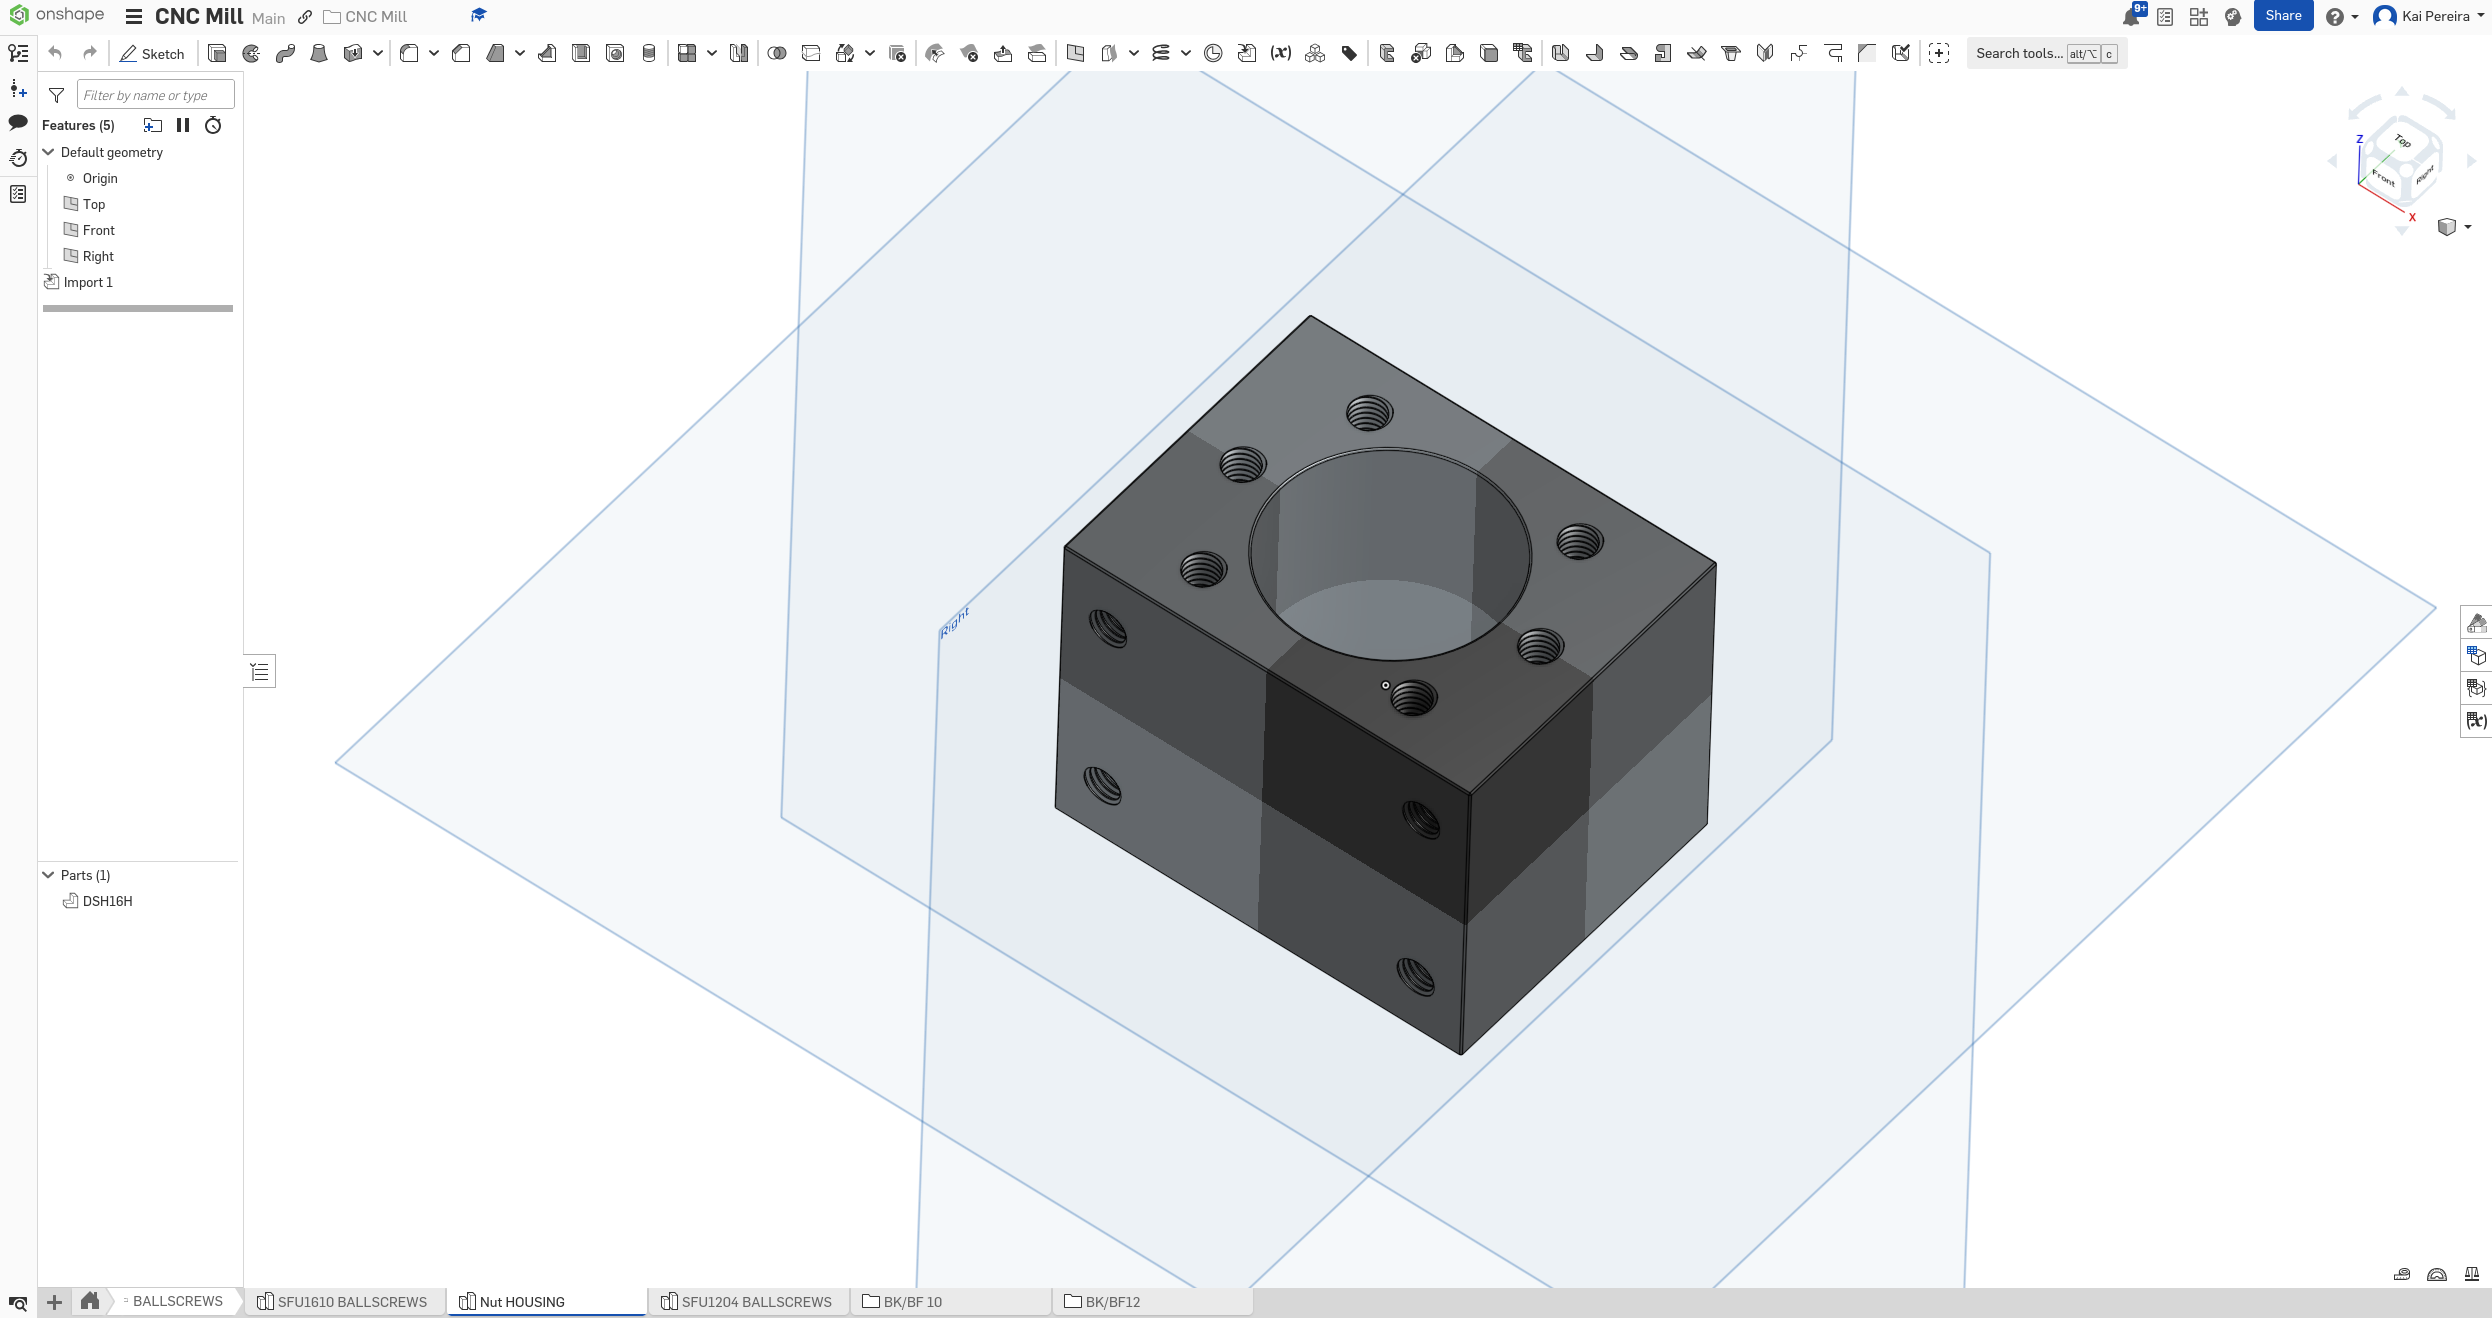 onshape CNC Mill Main CNC Mill 9+ Share Kai Pereira
Sketch (x) Search tools... alt/⌥ c
Filter by name or type
Features (5)
Default geometry
Origin
Top
Front
Right
Import 1
Z
Top
Front
Right
X
Right
(x)
Parts (1)
DSH16H
BALLSCREWS SFU1610 BALLSCREWS Nut HOUSING SFU1204 BALLSCREWS BK/BF 10 BK/BF12